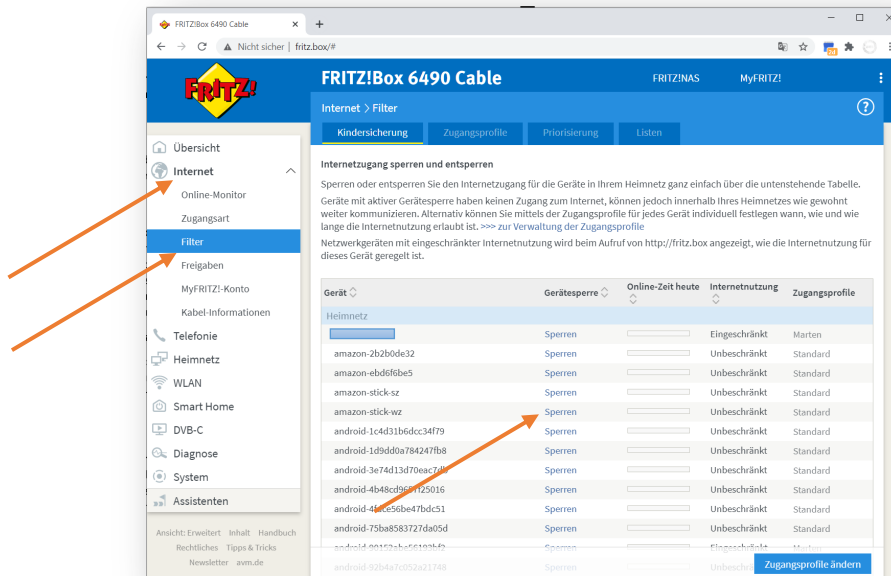 FRITZ!Box 6490 Cable
Nicht sicher | fritz.box/#
FRITZ!
FRITZ!Box 6490 Cable
FRITZ!NAS
MyFRITZ!
Internet > Filter
?
Kindersicherung
Zugangsprofile
Priorisierung
Listen
Übersicht
Internet
Online-Monitor
Zugangsart
Filter
Freigaben
MyFRITZ!-Konto
Kabel-Informationen
Telefonie
Heimnetz
WLAN
Smart Home
DVB-C
Diagnose
System
Assistenten
Ansicht: Erweitert Inhalt Handbuch
Rechtliches Tipps & Tricks
Newsletter avm.de
Internetzugang sperren und entsperren
Sperren oder entsperren Sie den Internetzugang für die Geräte in Ihrem Heimnetz ganz einfach über die untenstehende Tabelle.
Geräte mit aktiver Gerätesperre haben keinen Zugang zum Internet, können jedoch innerhalb Ihres Heimnetzes wie gewohnt
weiter kommunizieren. Alternativ können Sie mittels der Zugangsprofile für jedes Gerät individuell festlegen wann, wie und wie
lange die Internetnutzung erlaubt ist. >>> zur Verwaltung der Zugangsprofile
Netzwerkgeräten mit eingeschränkter Internetnutzung wird beim Aufruf von http://fritz.box angezeigt, wie die Internetnutzung für
dieses Gerät geregelt ist.
Gerät Gerätesperre Online-Zeit heute Internetnutzung Zugangsprofile
Heimnetz
Sperren Eingeschränkt Marten
amazon-2b2b0de32 Sperren Unbeschränkt Standard
amazon-ebd6f6be5 Sperren Unbeschränkt Standard
amazon-stick-sz Sperren Unbeschränkt Standard
amazon-stick-wz Sperren Unbeschränkt Standard
android-1c4d31b6dcc34f79 Sperren Unbeschränkt Standard
android-1d9dd0a784247fb8 Sperren Unbeschränkt Standard
Sperren Unbeschränkt Standard
Sperren Unbeschränkt Standard
Sperren Unbeschränkt Standard
android-75ba8583727da05d Sperren Unbeschränkt Standard
Sperren Eingeschränkt Marten
android-92b4a7c052a21748 Sperren Standard
Zugangsprofile ändern